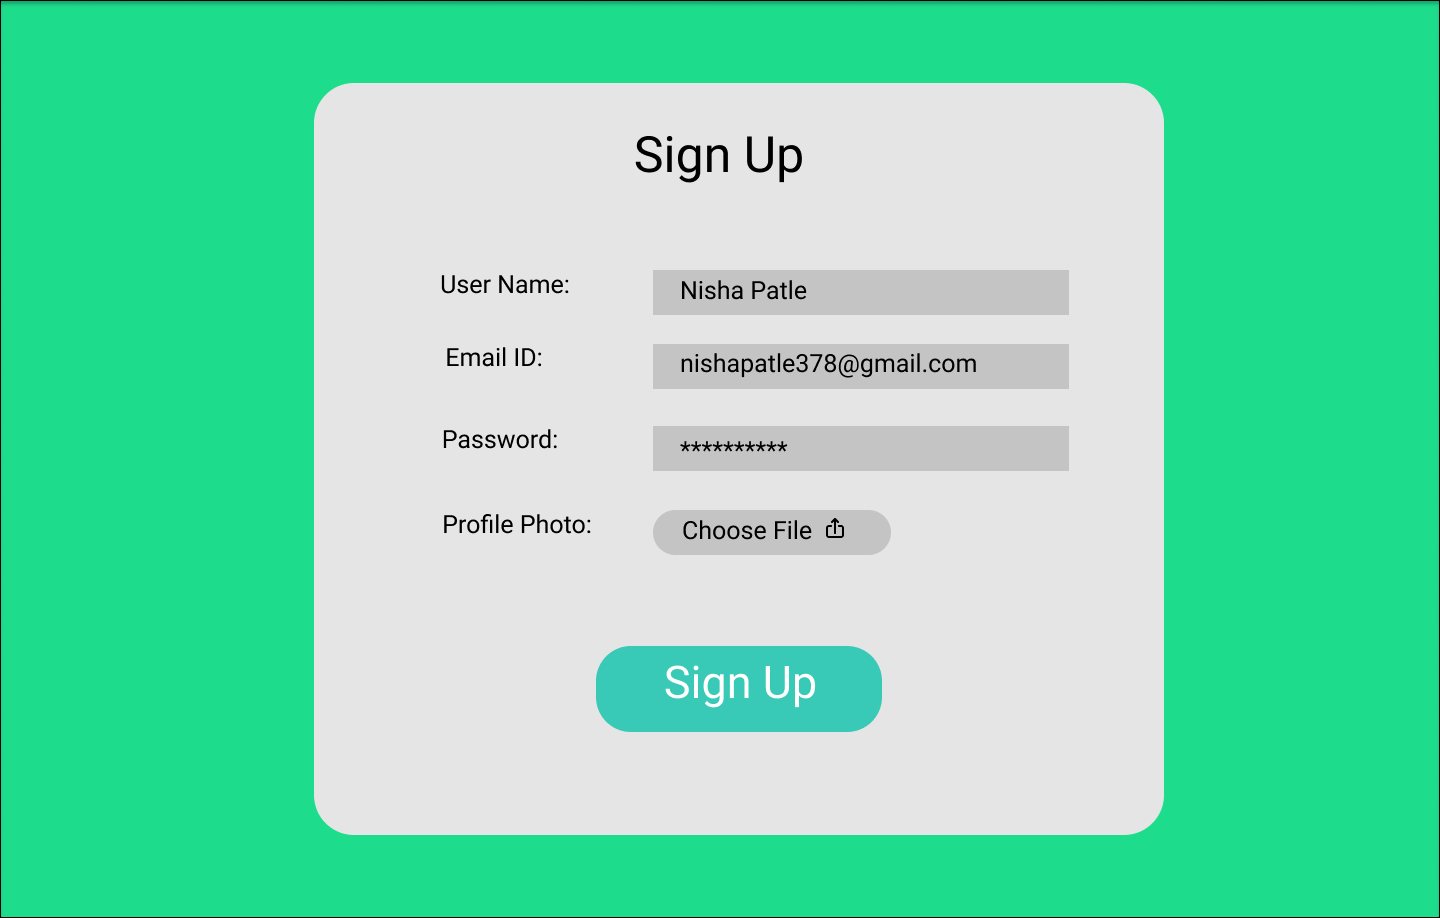 Sign Up
User Name:
Nisha Patle
Email ID:
nishapatle378@gmail.com
Password:
**********
Profile Photo:
Choose File
Sign Up